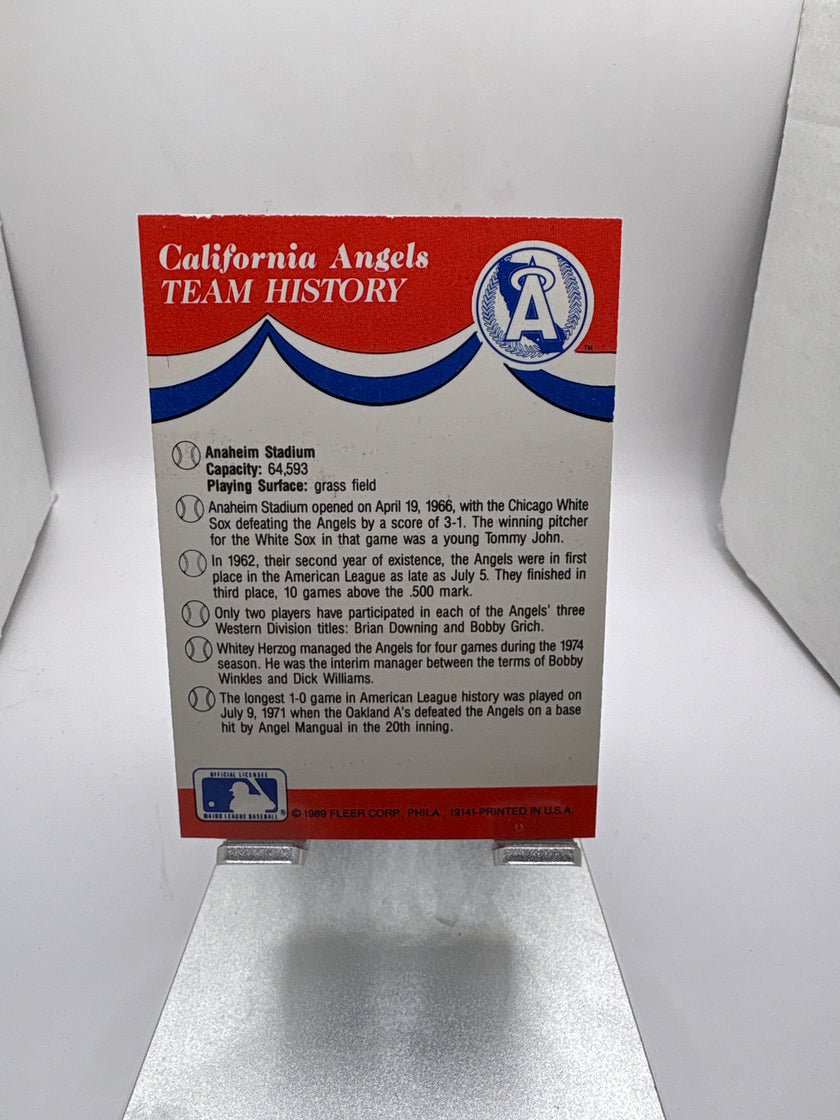 California Angels
TEAM HISTORY
A
TM
Anaheim Stadium
Capacity: 64,593
Playing Surface: grass field
Anaheim Stadium opened on April 19, 1966, with the Chicago White
Sox defeating the Angels by a score of 3-1. The winning pitcher
for the White Sox in that game was a young Tommy John.
In 1962, their second year of existence, the Angels were in first
place in the American League as late as July 5. They finished in
third place, 10 games above the .500 mark.
Only two players have participated in each of the Angels' three
Western Division titles: Brian Downing and Bobby Grich.
Whitey Herzog managed the Angels for four games during the 1974
season. He was the interim manager between the terms of Bobby
Winkles and Dick Williams.
The longest 1-0 game in American League history was played on
July 9, 1971 when the Oakland A's defeated the Angels on a base
hit by Angel Mangual in the 20th inning.
OFFICIAL LICENSEE
MAJOR LEAGUE BASEBALL ®
© 1989 FLEER CORP., PHILA., 19141-PRINTED IN U.S.A.